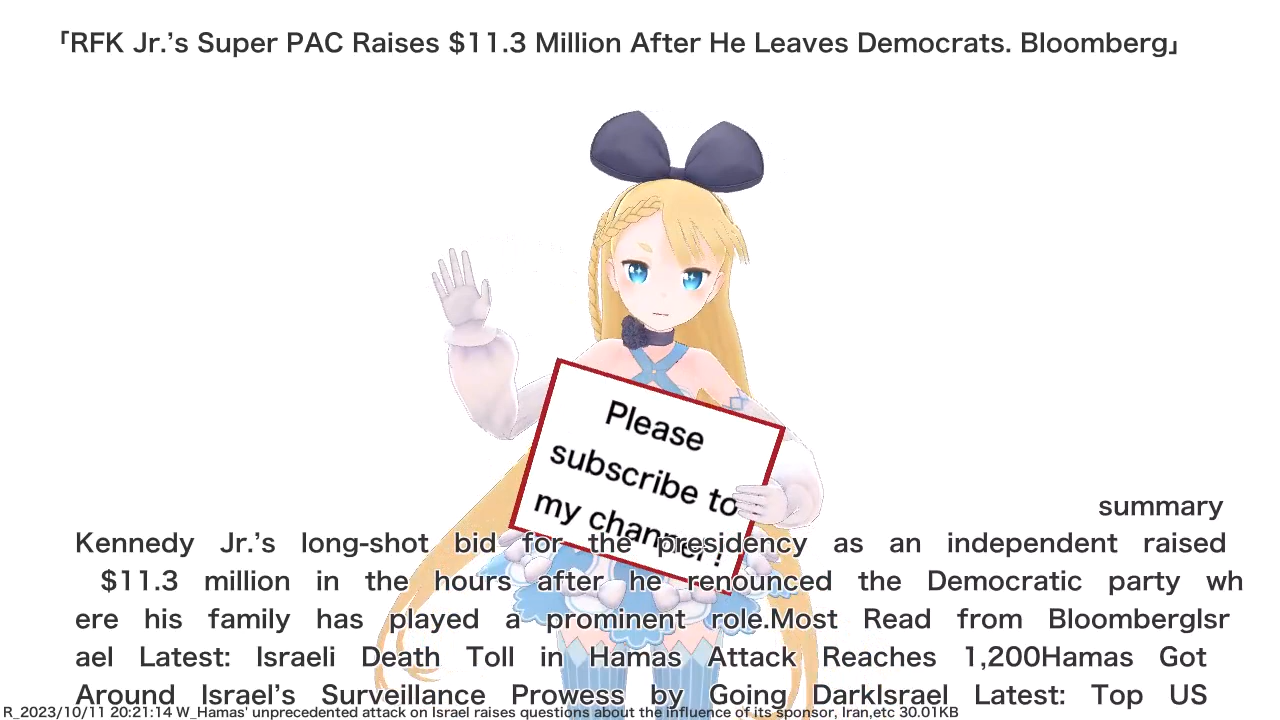 「RFK Jr.’s Super PAC Raises $11.3 Million After He Leaves Democrats. Bloomberg」
Please
subscribe to
my channel!
summary
Kennedy Jr.’s long-shot bid for the presidency as an independent raised
$11.3 million in the hours after he renounced the Democratic party wh
ere his family has played a prominent role.Most Read from BloombergIsr
ael Latest: Israeli Death Toll in Hamas Attack Reaches 1,200Hamas Got
Around Israel’s Surveillance Prowess by Going DarkIsrael Latest: Top US
R_2023/10/11 20:21:14 W_Hamas' unprecedented attack on Israel raises questions about the influence of its sponsor, Iran,etc 30.01KB